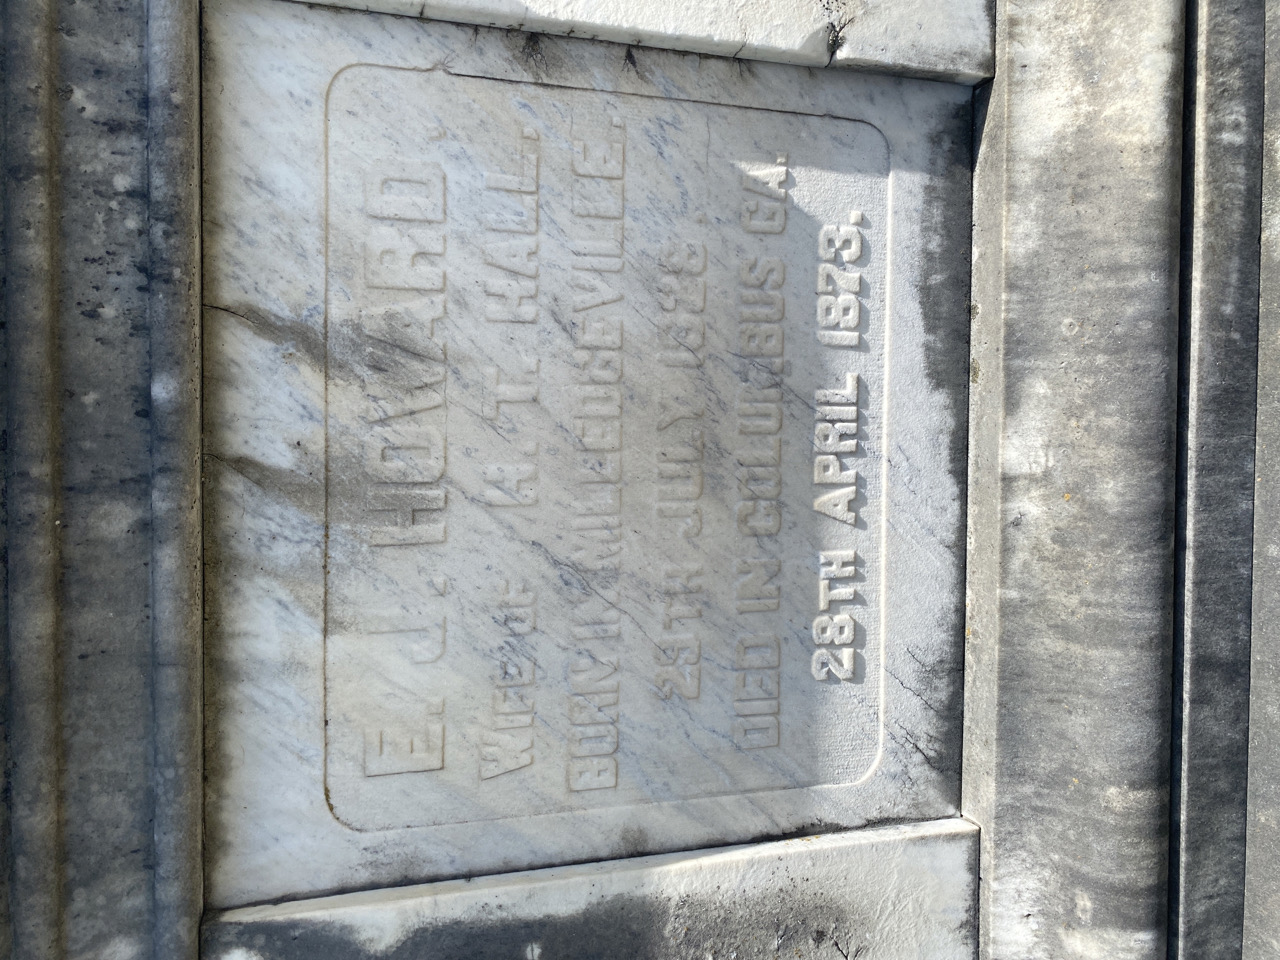 E. J. HOWARD.
WIFE OF H. T. HALL.
BORN IN MILLEDGEVILLE.
29TH JULY 1828.
DIED IN COLUMBUS GA.
28TH APRIL 1873.